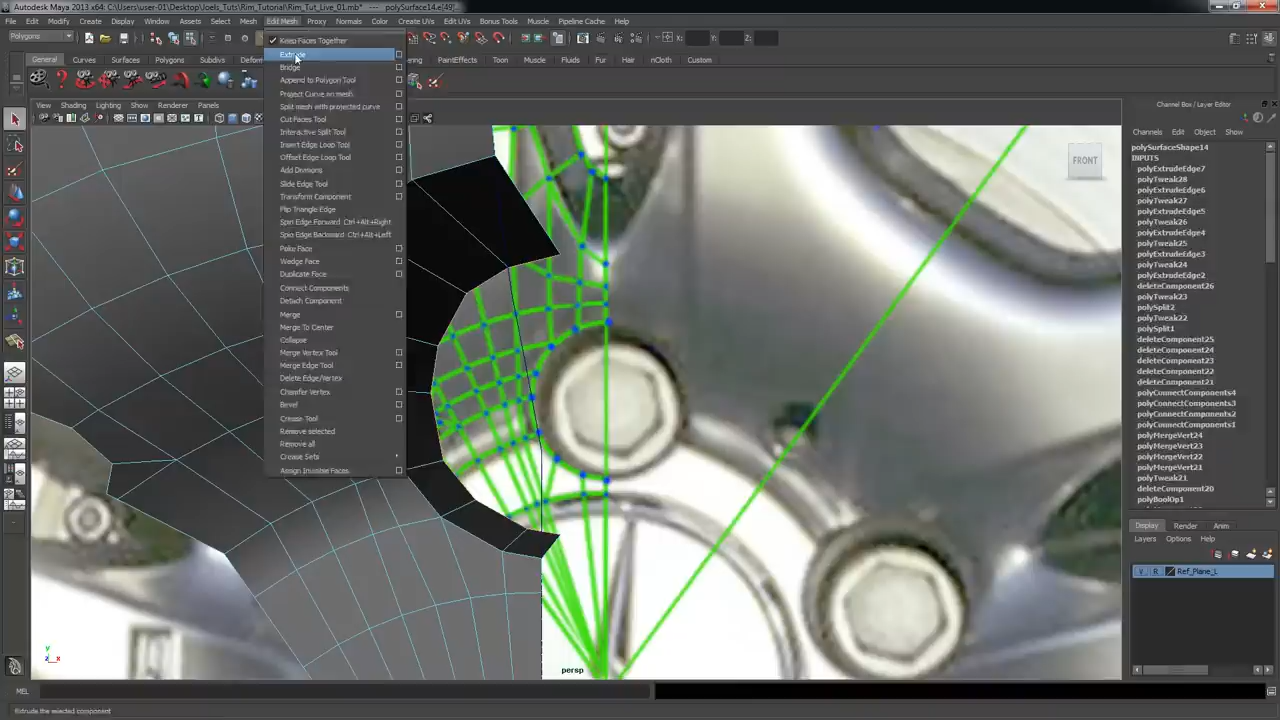 Autodesk Maya 2013 x64: C:\Users\user-01\Desktop\Joels_Tuts\Rim_Tutorial\Rim_Tut_Live_01.mb* --- polySurface14.e[49]...
File Edit Modify Create Display Window Assets Select Mesh Edit Mesh Proxy Normals Color Create UVs Edit UVs Bonus Tools Muscle Pipeline Cache Help
Polygons X: Y: Z:
General Curves Surfaces Polygons Subdivs PaintEffects Toon Muscle Fluids Fur Hair nCloth Custom
View Shading Lighting Show Renderer Panels
Keep Faces Together
Extrude
Bridge
Append to Polygon Tool
Project Curve on mesh
Split mesh with projected curve
Cut Faces Tool
Interactive Split Tool
Insert Edge Loop Tool
Offset Edge Loop Tool
Add Divisions
Slide Edge Tool
Transform Component
Flip Triangle Edge
Spin Edge Forward Ctrl+Alt+Right
Spin Edge Backward Ctrl+Alt+Left
Poke Face
Wedge Face
Duplicate Face
Connect Components
Detach Component
Merge
Merge To Center
Collapse
Merge Vertex Tool
Merge Edge Tool
Delete Edge/Vertex
Chamfer Vertex
Bevel
Crease Tool
Remove selected
Remove all
Crease Sets
Assign Invisible Faces
FRONT
persp
y
z x
Channel Box / Layer Editor
Channels Edit Object Show
polySurfaceShape14
INPUTS
polyExtrudeEdge7
polyTweak28
polyExtrudeEdge6
polyTweak27
polyExtrudeEdge5
polyTweak26
polyExtrudeEdge4
polyTweak25
polyExtrudeEdge3
polyTweak24
polyExtrudeEdge2
deleteComponent26
polyTweak23
polySplit2
polyTweak22
polySplit1
deleteComponent25
deleteComponent24
deleteComponent23
deleteComponent22
deleteComponent21
polyConnectComponents4
polyConnectComponents3
polyConnectComponents2
polyConnectComponents1
polyMergeVert24
polyMergeVert23
polyMergeVert22
polyMergeVert21
polyTweak21
deleteComponent20
polyBoolOp1
Display Render Anim
Layers Options Help
V R Ref_Plane_L
MEL
Extrude the selected component